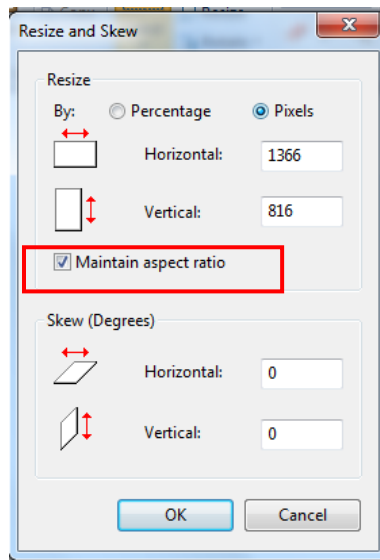 Resize and Skew
Resize
By: Percentage Pixels
Horizontal: 1366
Vertical: 816
Maintain aspect ratio
Skew (Degrees)
Horizontal: 0
Vertical: 0
OK Cancel